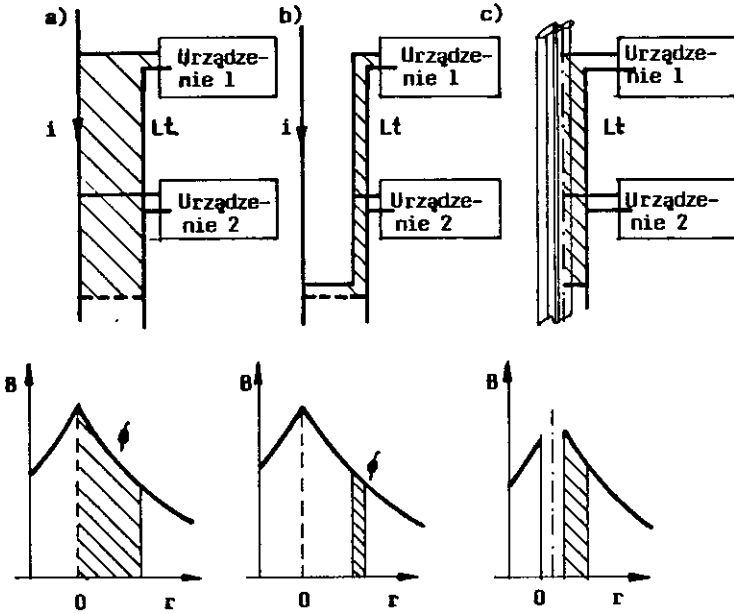 a)
b)
c)
Urządze-
nie 1
Urządze-
nie 1
Urządze-
nie 1
i
Lt
i
Lt
Lt
Urządze-
nie 2
Urządze-
nie 2
Urządze-
nie 2
B
ϕ
0
r
B
ϕ
0
r
B
0
r